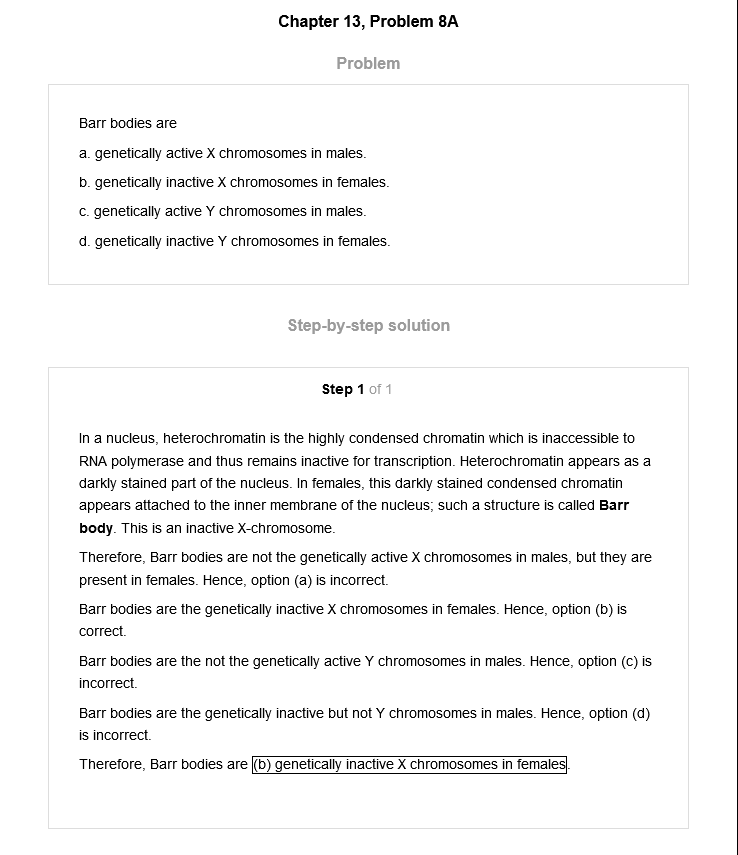 Chapter 13, Problem 8A
Problem
Barr bodies are
a. genetically active X chromosomes in males.
b. genetically inactive X chromosomes in females.
c. genetically active Y chromosomes in males.
d. genetically inactive Y chromosomes in females.
Step-by-step solution
Step 1 of 1
In a nucleus, heterochromatin is the highly condensed chromatin which is inaccessible to
RNA polymerase and thus remains inactive for transcription. Heterochromatin appears as a
darkly stained part of the nucleus. In females, this darkly stained condensed chromatin
appears attached to the inner membrane of the nucleus; such a structure is called Barr
body. This is an inactive X-chromosome.
Therefore, Barr bodies are not the genetically active X chromosomes in males, but they are
present in females. Hence, option (a) is incorrect.
Barr bodies are the genetically inactive X chromosomes in females. Hence, option (b) is
correct.
Barr bodies are the not the genetically active Y chromosomes in males. Hence, option (c) is
incorrect.
Barr bodies are the genetically inactive but not Y chromosomes in males. Hence, option (d)
is incorrect.
Therefore, Barr bodies are (b) genetically inactive X chromosomes in females.